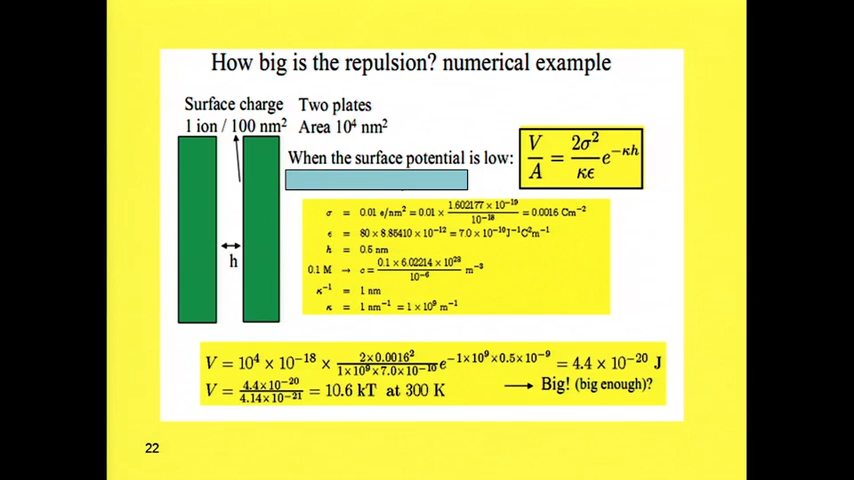 How big is the repulsion? numerical example
Surface charge
1 ion / 100 nm²
Two plates
Area 10⁴ nm²
When the surface potential is low:
V/A = 2σ²/κϵ e^−κh
h
σ = 0.01 e/nm² = 0.01 × 1.602177 × 10⁻¹⁹/10⁻¹⁸ = 0.0016 Cm⁻²
ϵ = 80 × 8.85410 × 10⁻¹² = 7.0 × 10⁻¹⁰ J⁻¹C²m⁻¹
h = 0.5 nm
0.1 M → c = 0.1 × 6.02214 × 10²³/10⁻⁶ m⁻³
κ⁻¹ = 1 nm
κ = 1 nm⁻¹ = 1 × 10⁹ m⁻¹
V = 10⁴ × 10⁻¹⁸ × 2×0.0016²/1×10⁹×7.0×10⁻¹⁰ e^−1×10⁹×0.5×10⁻⁹ = 4.4 × 10⁻²⁰ J
V = 4.4×10⁻²⁰/4.14×10⁻²¹ = 10.6 kT at 300 K → Big! (big enough)?
22